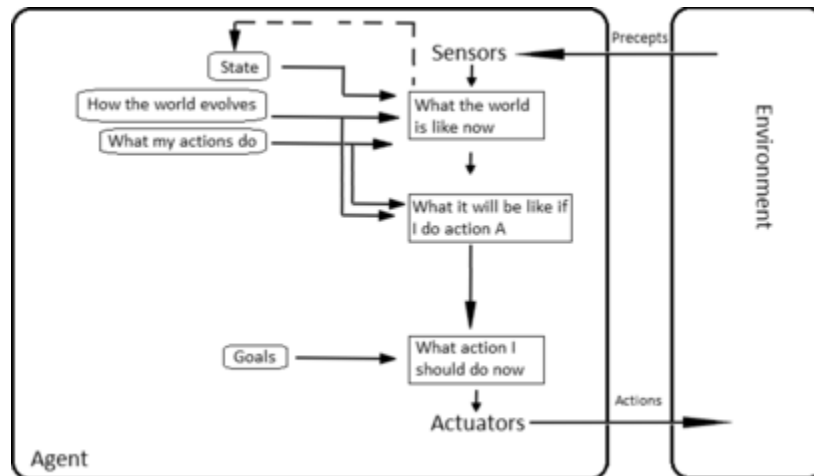 Precepts
Sensors
State
How the world evolves
What the world
is like now
What my actions do
What it will be like if
I do action A
Environment
Goals
What action I
should do now
Actions
Actuators
Agent